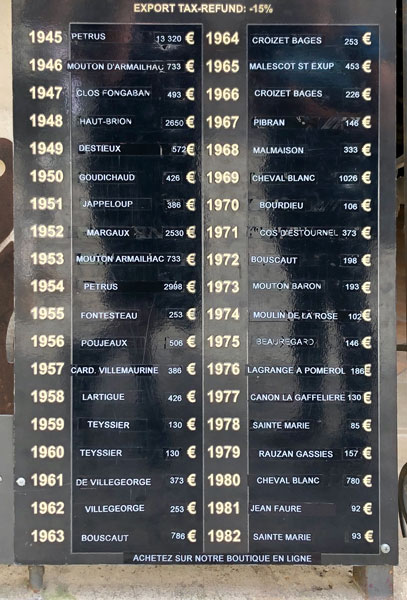 EXPORT TAX-REFUND: -15%
1945 PETRUS 13 320 €
1946 MOUTON D'ARMAILHAC 733 €
1947 CLOS FONGABAN 493 €
1948 HAUT-BRION 2650 €
1949 DESTIEUX 572 €
1950 GOUDICHAUD 426 €
1951 JAPPELOUP 386 €
1952 MARGAUX 2530 €
1953 MOUTON ARMAILHAC 733 €
1954 PETRUS 2998 €
1955 FONTESTEAU 253 €
1956 POUJEAUX 506 €
1957 CARD. VILLEMAURINE 386 €
1958 LARTIGUE 426 €
1959 TEYSSIER 130 €
1960 TEYSSIER 130 €
1961 DE VILLEGEORGE 373 €
1962 VILLEGEORGE 253 €
1963 BOUSCAUT 786 €
1964 CROIZET BAGES 253 €
1965 MALESCOT ST EXUP 453 €
1966 CROIZET BAGES 226 €
1967 PIBRAN 146 €
1968 MALMAISON 333 €
1969 CHEVAL BLANC 1026 €
1970 BOURDIEU 106 €
1971 COS D'ESTOURNEL 373 €
1972 BOUSCAUT 198 €
1973 MOUTON BARON 193 €
1974 MOULIN DE LA ROSE 102 €
1975 BEAUREGARD 146 €
1976 LAGRANGE A POMEROL 186 €
1977 CANON LA GAFFELIERE 130 €
1978 SAINTE MARIE 85 €
1979 RAUZAN GASSIES 157 €
1980 CHEVAL BLANC 780 €
1981 JEAN FAURE 92 €
1982 SAINTE MARIE 93 €
ACHETEZ SUR NOTRE BOUTIQUE EN LIGNE